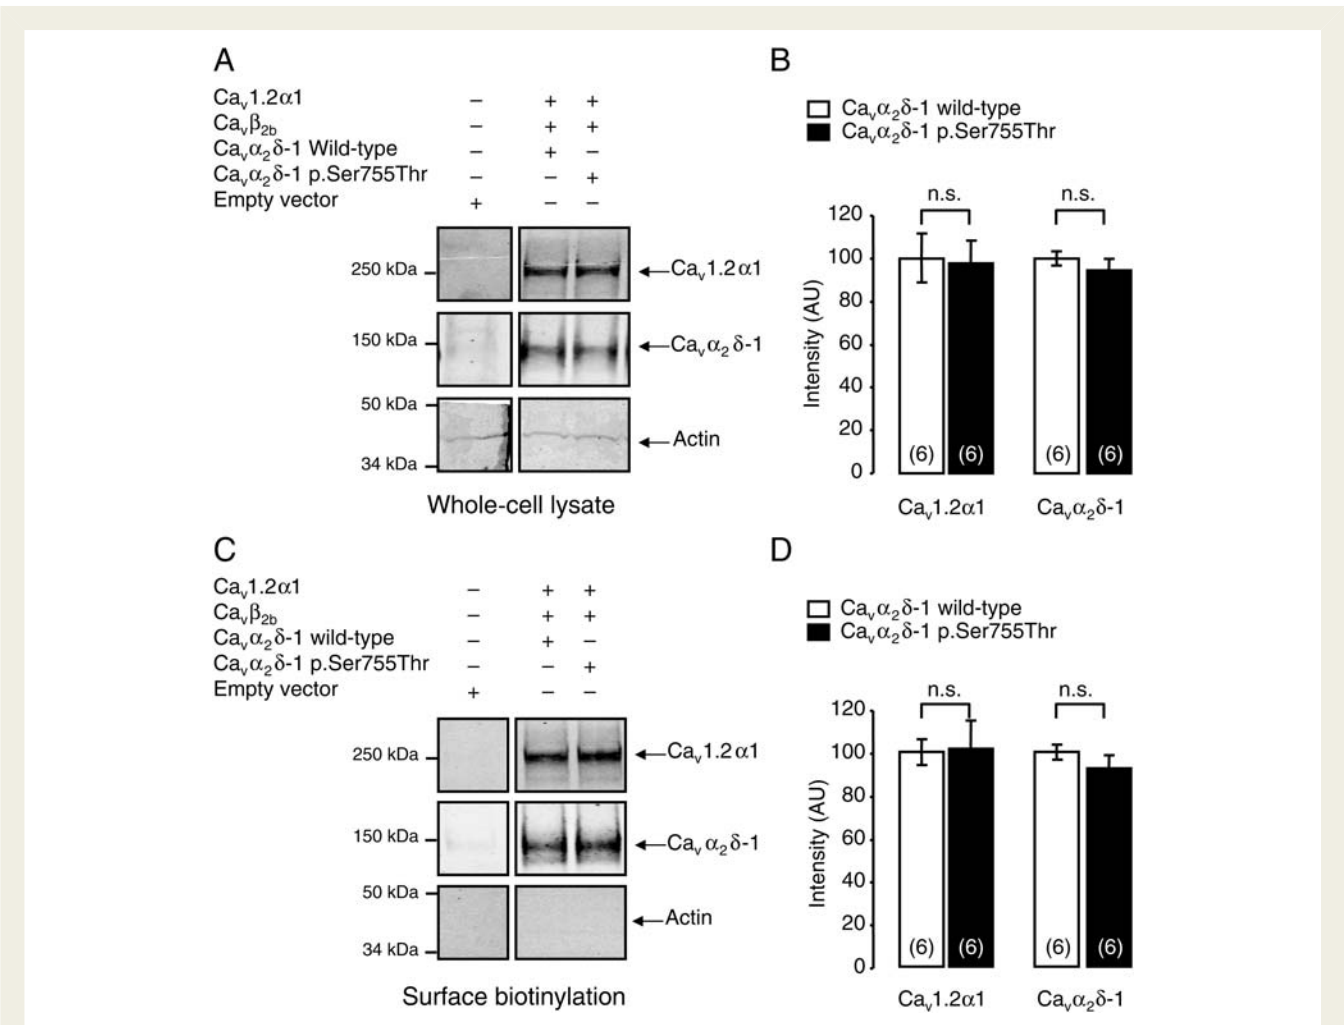 A
Caᵥ1.2α1 – + +
Caᵥβ₂b – + +
Caᵥα₂δ-1 Wild-type – + –
Caᵥα₂δ-1 p.Ser755Thr – – +
Empty vector + – –
250 kDa Caᵥ1.2α1
150 kDa Caᵥα₂δ-1
50 kDa
Actin
34 kDa
Whole-cell lysate
B
Caᵥα₂δ-1 wild-type
Caᵥα₂δ-1 p.Ser755Thr
n.s. n.s.
120
100
80
60
40
20
0
Intensity (AU)
(6) (6) (6) (6)
Caᵥ1.2α1 Caᵥα₂δ-1
C
Caᵥ1.2α1 – + +
Caᵥβ₂b – + +
Caᵥα₂δ-1 wild-type – + –
Caᵥα₂δ-1 p.Ser755Thr – – +
Empty vector + – –
250 kDa Caᵥ1.2α1
150 kDa Caᵥα₂δ-1
50 kDa
Actin
34 kDa
Surface biotinylation
D
Caᵥα₂δ-1 wild-type
Caᵥα₂δ-1 p.Ser755Thr
n.s. n.s.
120
100
80
60
40
20
0
Intensity (AU)
(6) (6) (6) (6)
Caᵥ1.2α1 Caᵥα₂δ-1